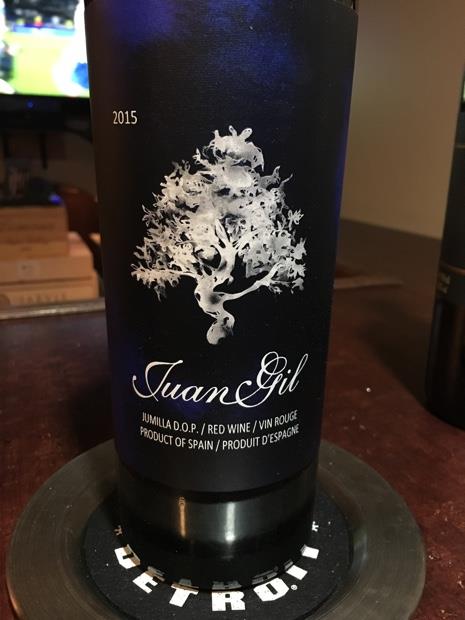 2015
Juan Gil
JUMILLA D.O.P. / RED WINE / VIN ROUGE
PRODUCT OF SPAIN / PRODUIT D'ESPAGNE
DETROIT